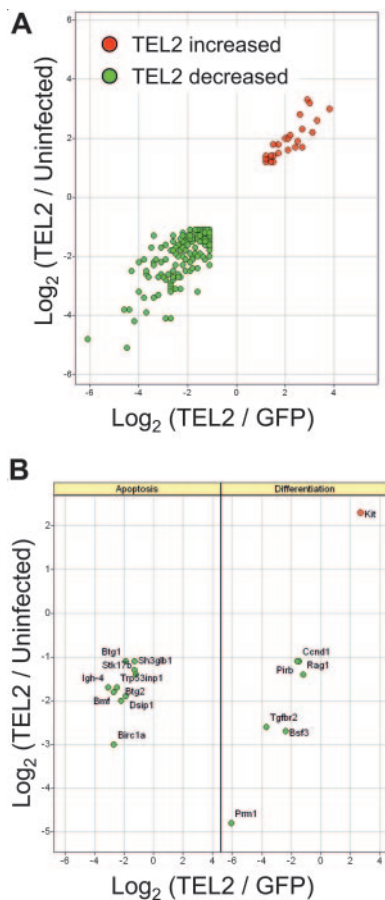 A
TEL2 increased
TEL2 decreased
Log2 (TEL2 / Uninfected)
6
4
2
0
-2
-4
-6
-6 -4 -2 0 2 4
Log2 (TEL2 / GFP)
B
Apoptosis Differentiation
Log2 (TEL2 / Uninfected)
2
1
0
-1
-2
-3
-4
-5
Kit
Btg1 Sh3glb1
Stk17b
Igh-4 Trp53inp1
Bmf Btg2
Dsip1
Birc1a
Ccnd1
Pirb Rag1
Tgfbr2
Bsf3
Prm1
-6 -4 -2 0 2 4 -6 -4 -2 0 2 4
Log2 (TEL2 / GFP)